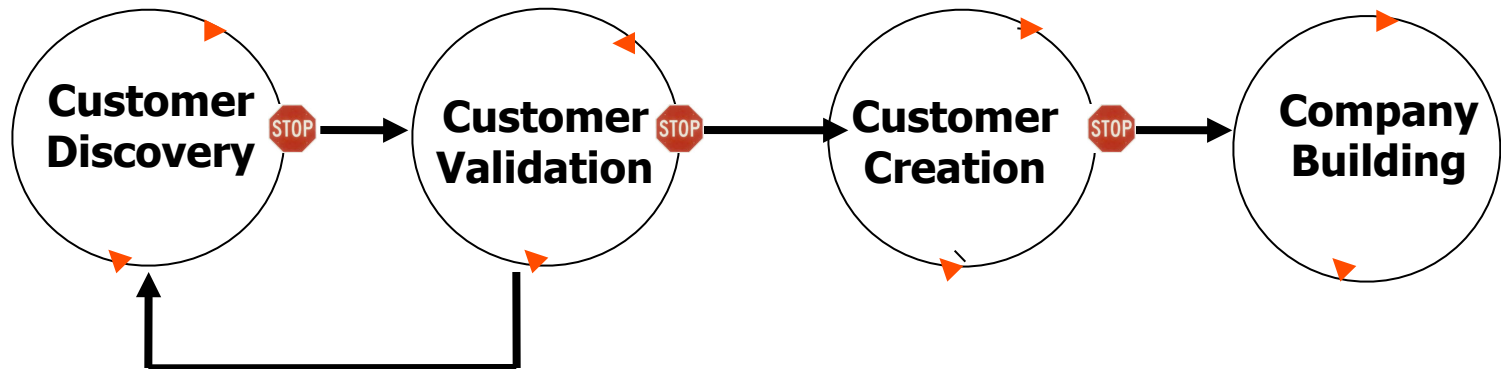 Customer
Discovery
STOP
Customer
Validation
STOP
Customer
Creation
STOP
Company
Building